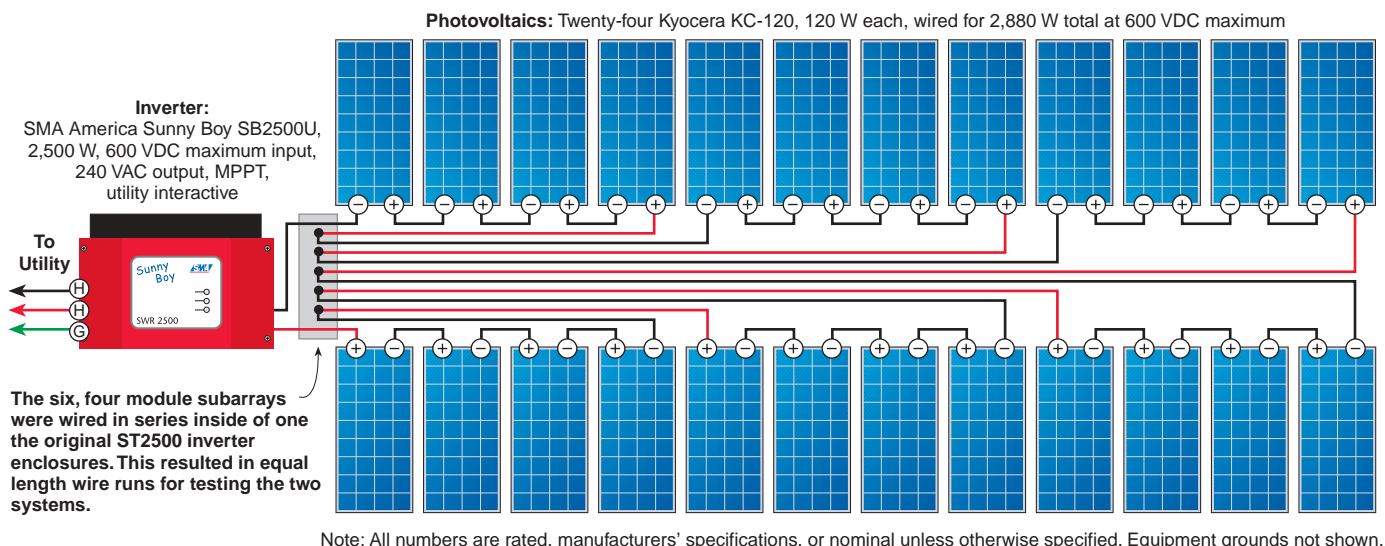 Photovoltaics: Twenty-four Kyocera KC-120, 120 W each, wired for 2,880 W total at 600 VDC maximum
Inverter:
SMA America Sunny Boy SB2500U,
2,500 W, 600 VDC maximum input,
240 VAC output, MPPT,
utility interactive
− + − + − + − + − + − + − + − + − + − + − + − +
To
Utility
H
H
G
Sunny
Boy
SMA
SWR 2500
+ − + − + − + − + − + − + − + − + − + − + − + −
The six, four module subarrays
were wired in series inside of one
the original ST2500 inverter
enclosures. This resulted in equal
length wire runs for testing the two
systems.
Note: All numbers are rated, manufacturers' specifications, or nominal unless otherwise specified. Equipment grounds not shown.